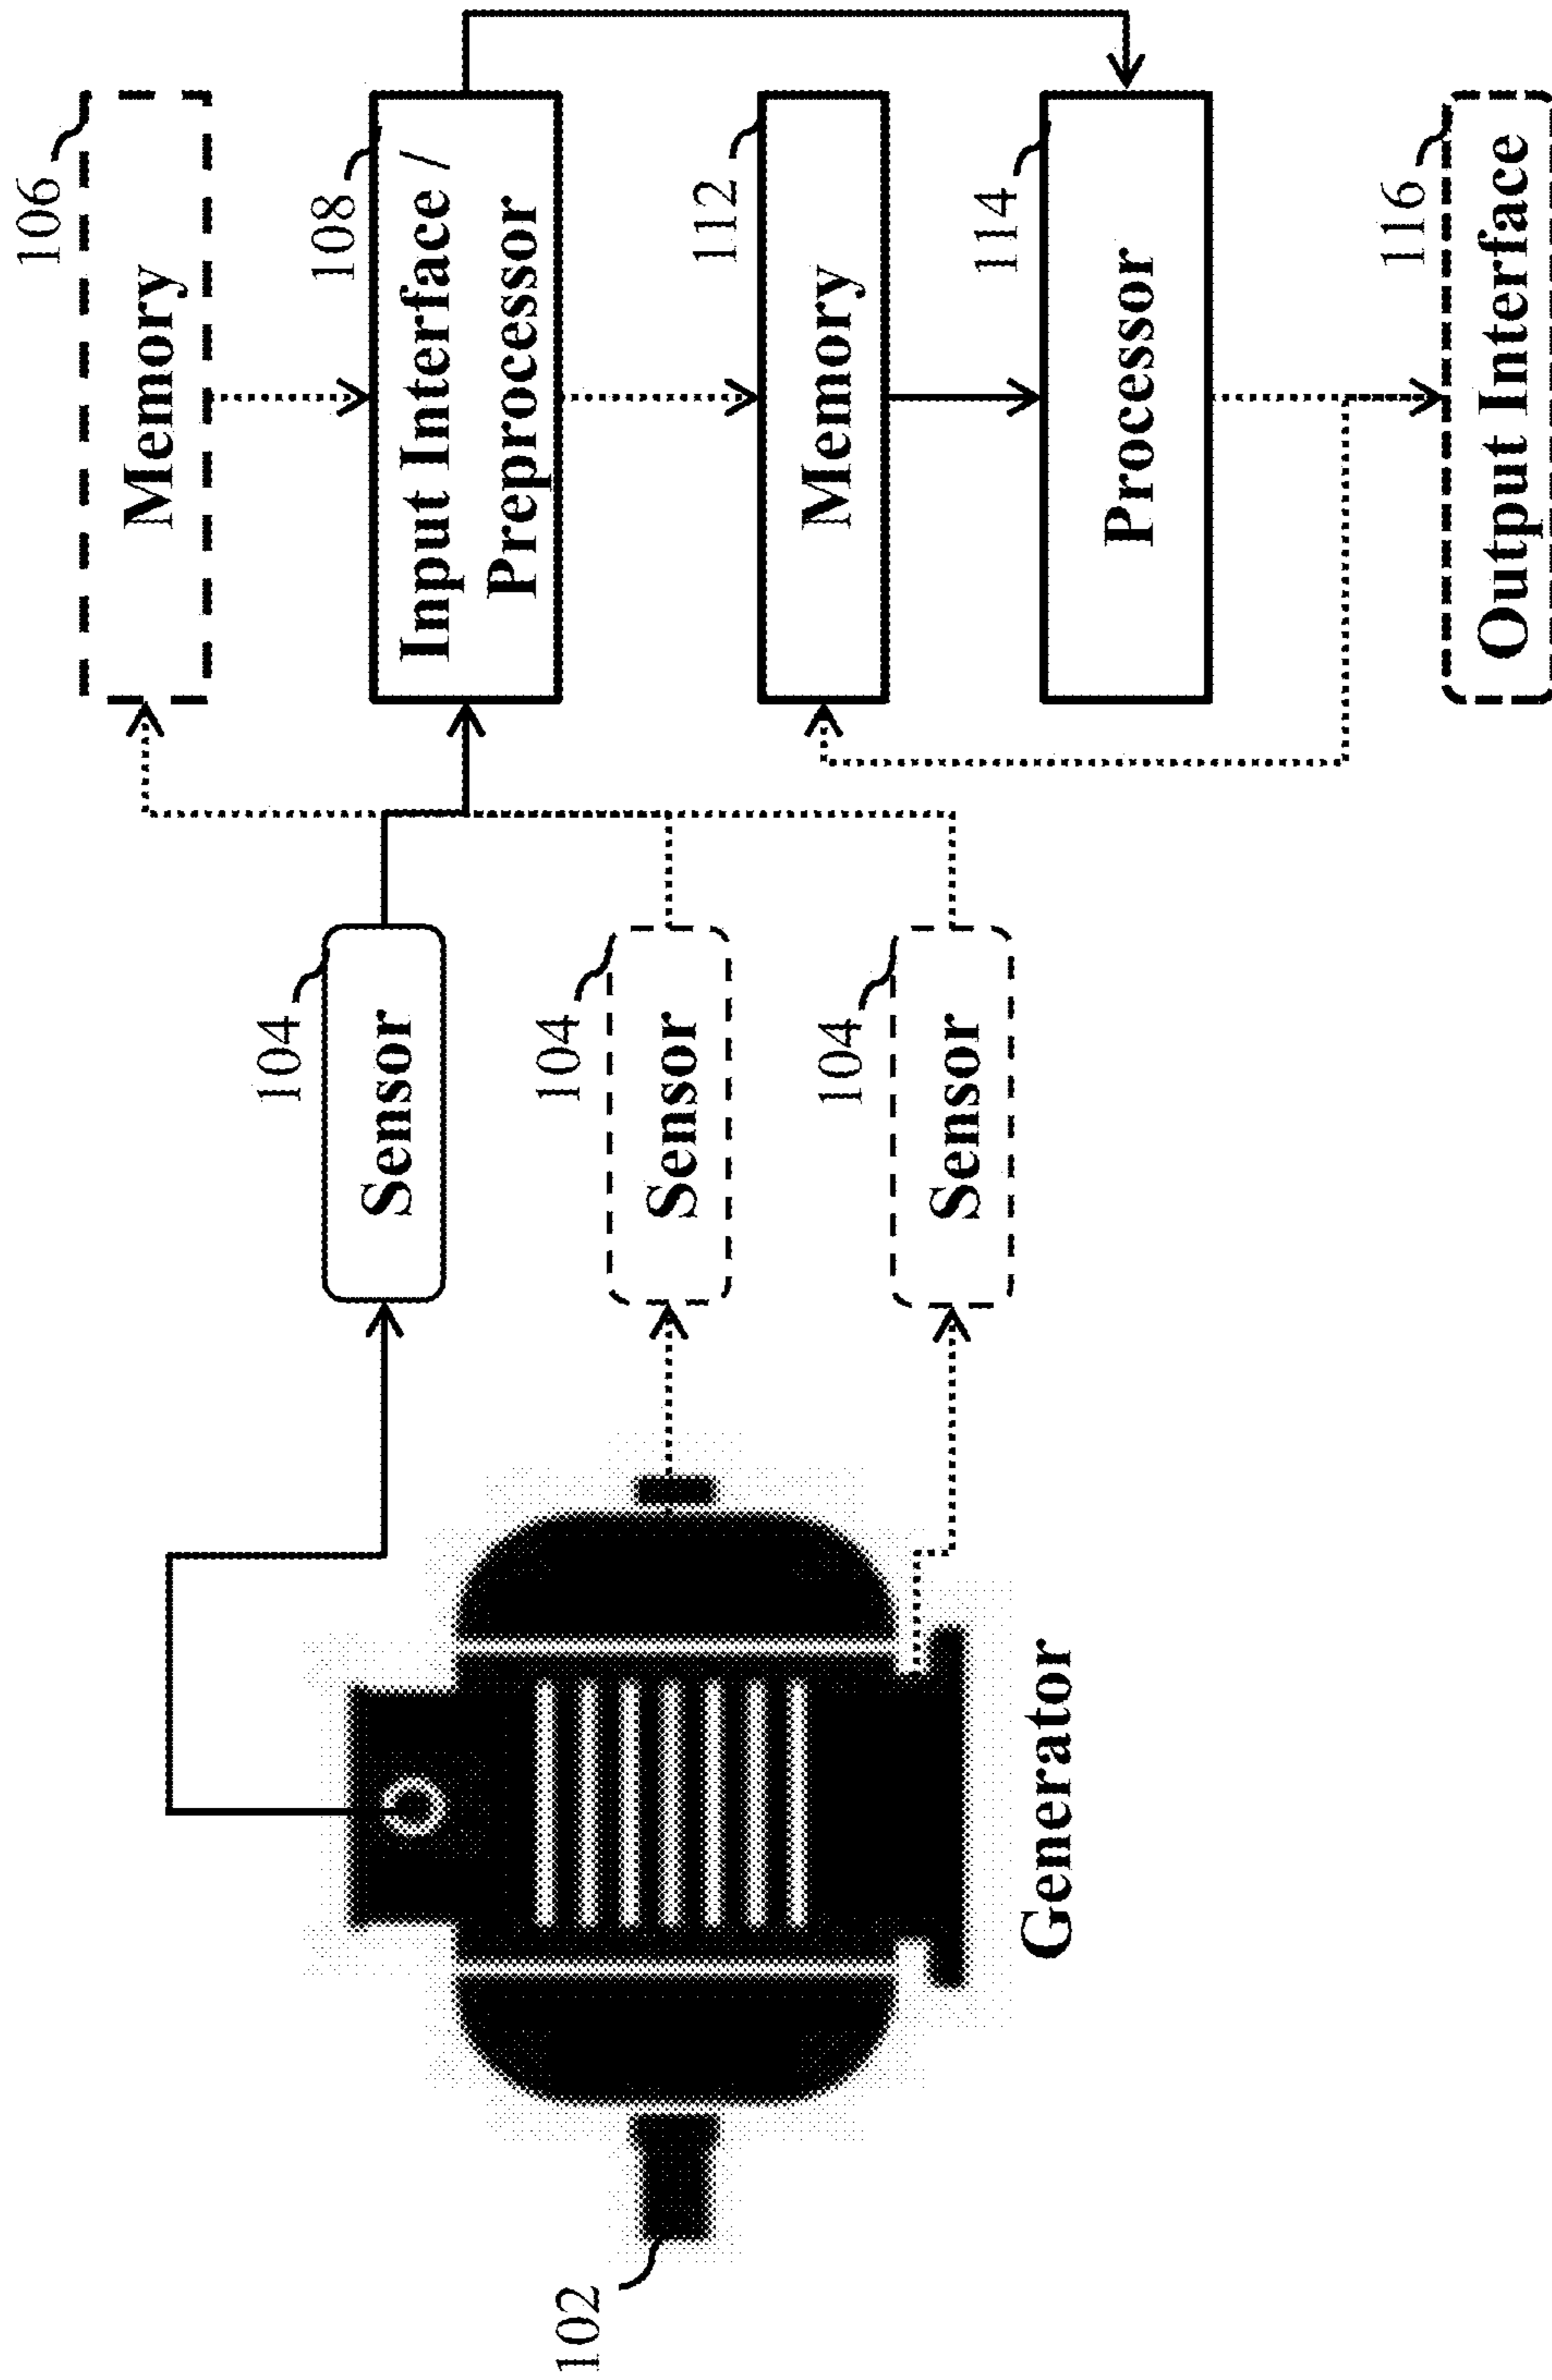 102
Generator
104
Sensor
104
Sensor
104
Sensor
106
Memory
108
Input Interface /
Preprocessor
112
Memory
114
Processor
116
Output Interface